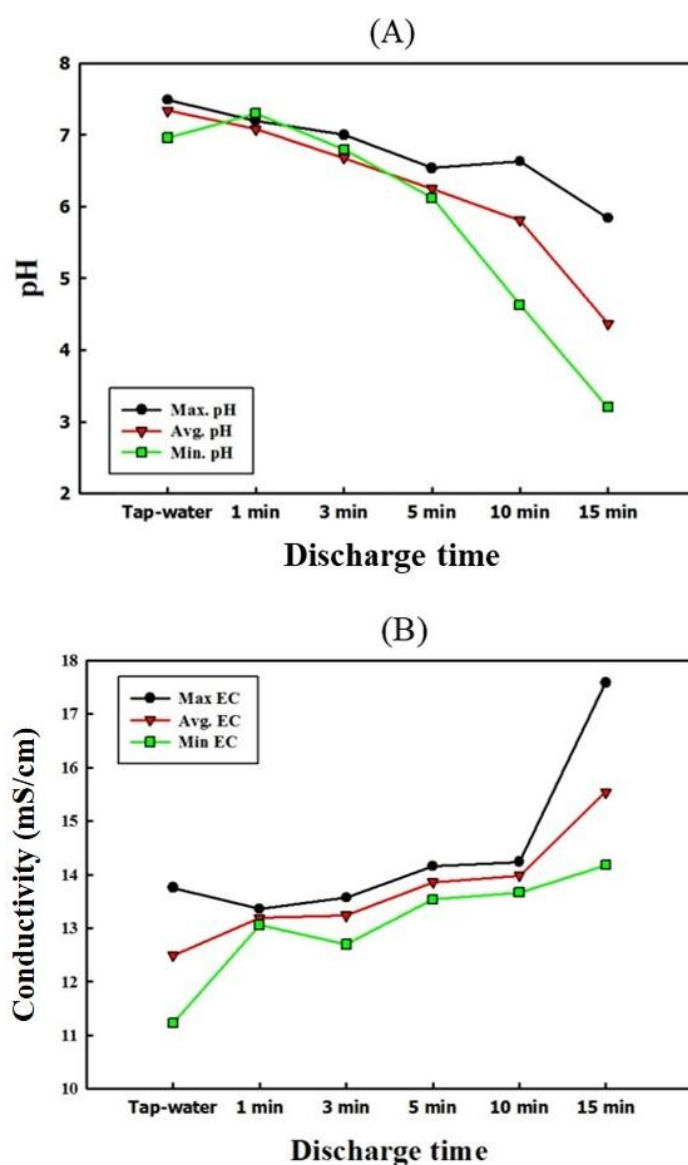 (A)
8
7
6
5
4
3
2
pH
Max. pH
Avg. pH
Min. pH
Tap-water 1 min 3 min 5 min 10 min 15 min
Discharge time
(B)
18
17
16
15
14
13
12
11
10
Conductivity (mS/cm)
Max EC
Avg. EC
Min EC
Tap-water 1 min 3 min 5 min 10 min 15 min
Discharge time